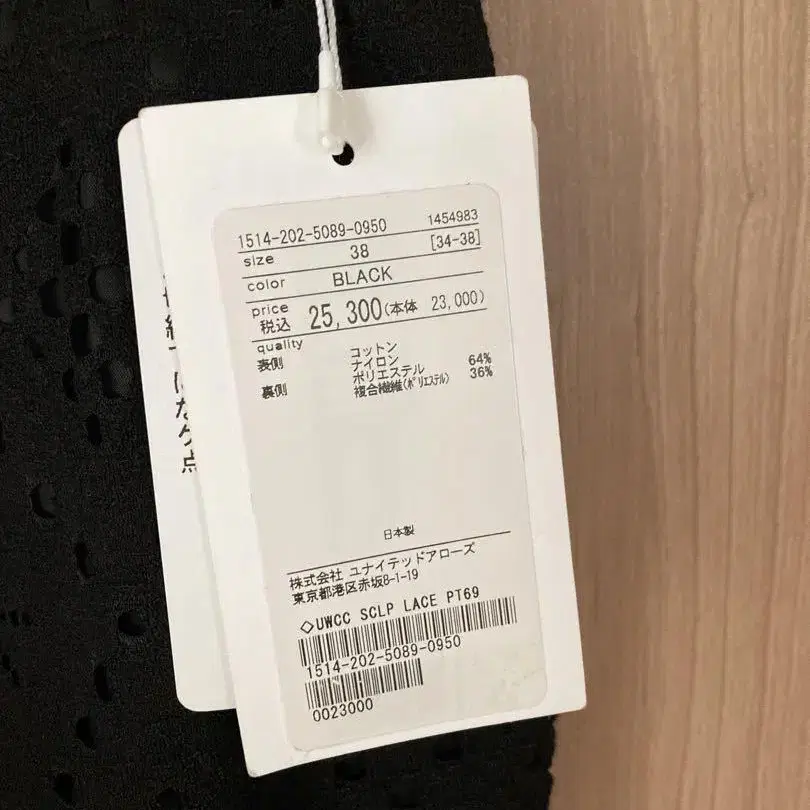 1514-202-5089-0950 1454983
size 38 [34-38]
color BLACK
price
税込 25,300(本体 23,000)
quality
表側 コットン
ナイロン 64%
ポリエステル 36%
裏側 複合繊維(ポリエステル)
日本製
株式会社 ユナイテッドアローズ
東京都港区赤坂8-1-19
◇UWCC SCLP LACE PT69
1514-202-5089-0950
0023000